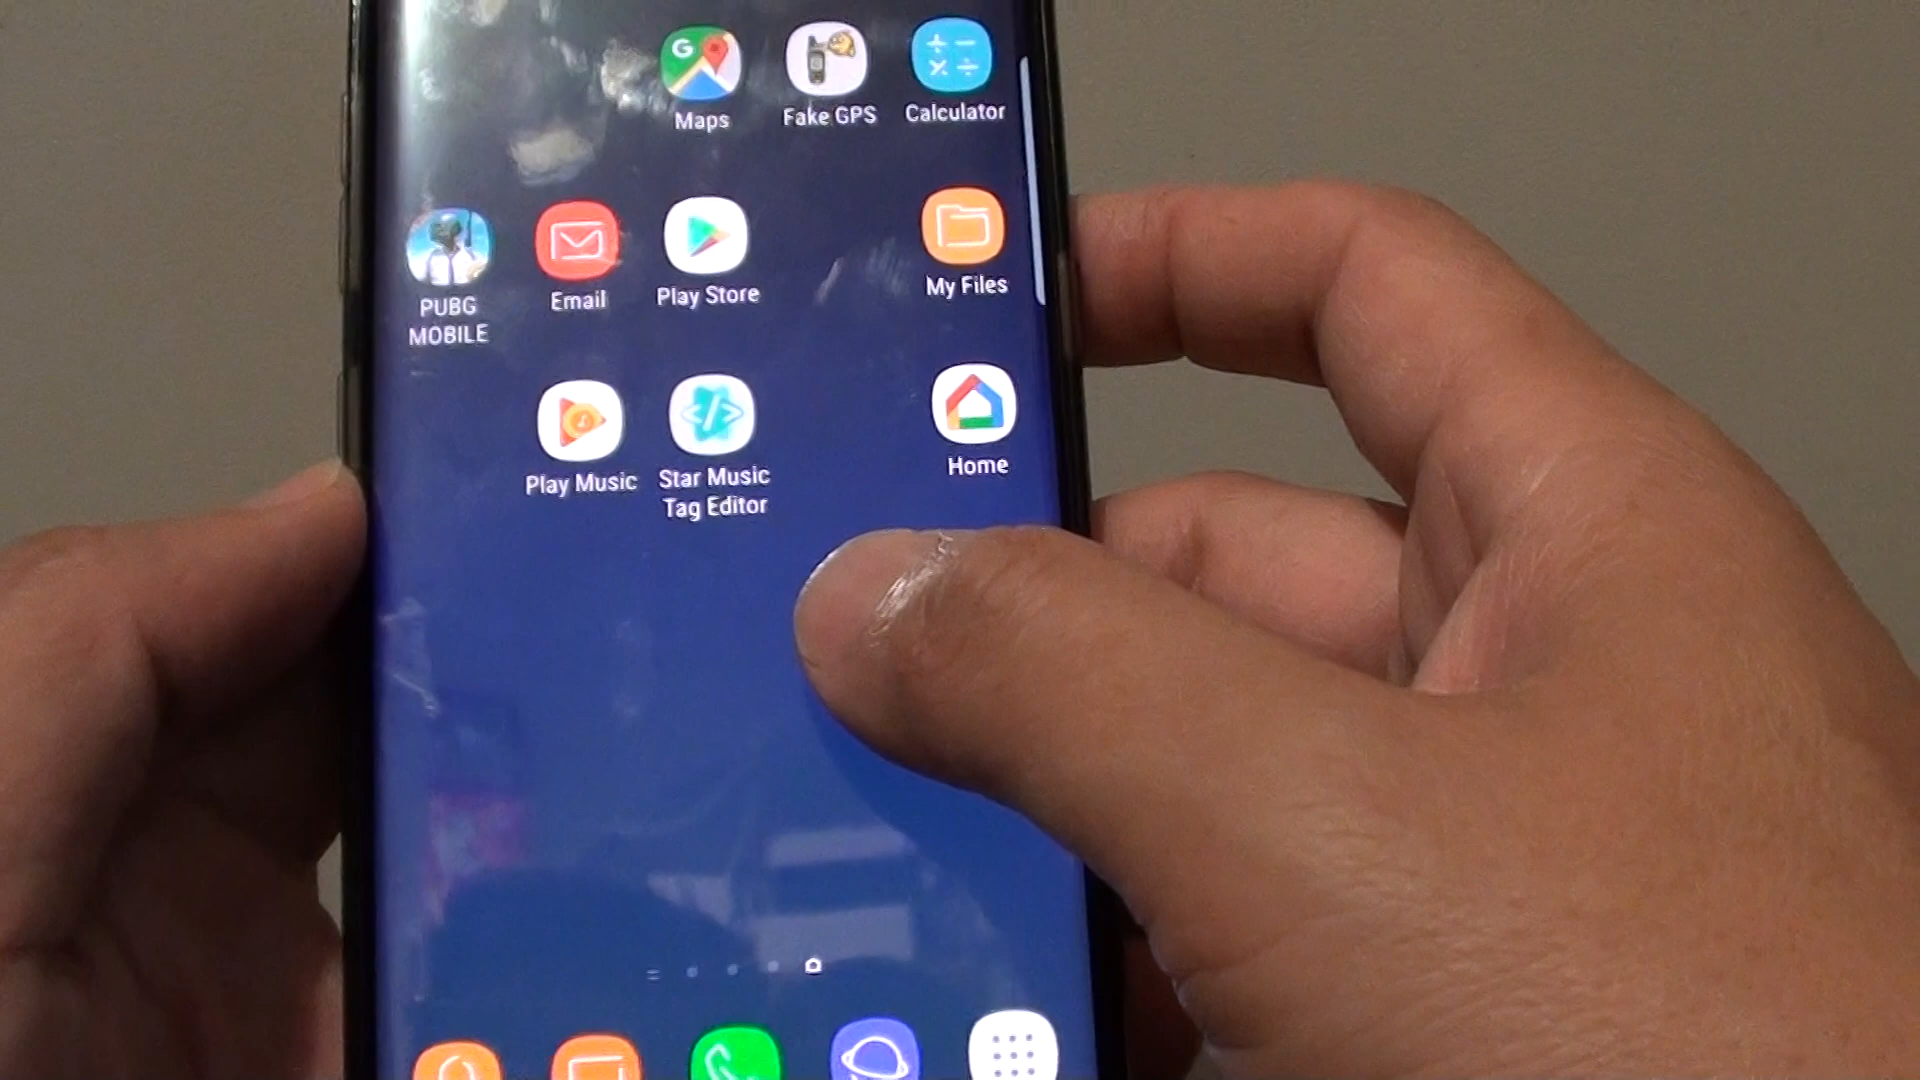 Maps
Fake GPS
Calculator
PUBG
MOBILE
Email
Play Store
My Files
Play Music
Star Music
Tag Editor
Home